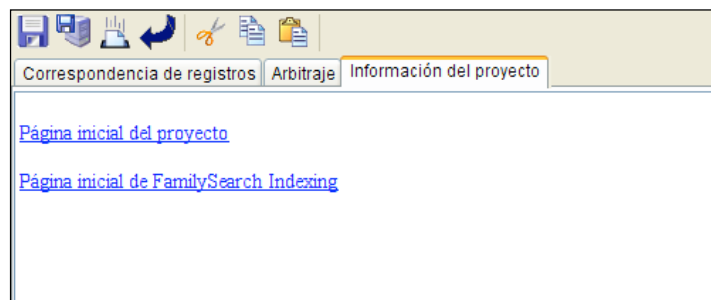 Correspondencia de registros Arbitraje Información del proyecto
Página inicial del proyecto
Página inicial de FamilySearch Indexing